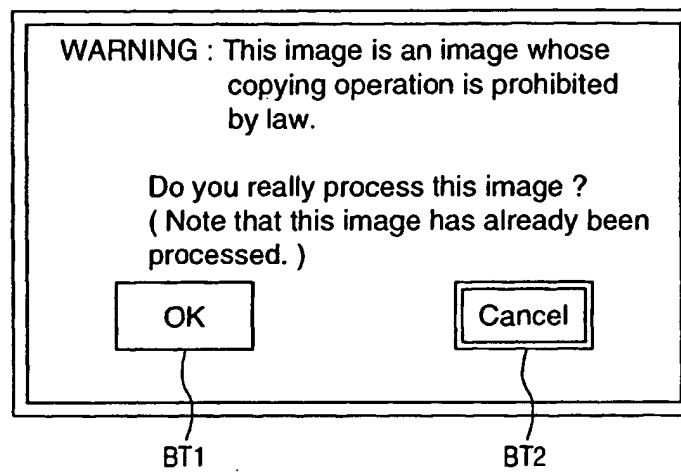 WARNING : This image is an image whose
copying operation is prohibited
by law.
Do you really process this image ?
( Note that this image has already been
processed. )
OK
Cancel
BT1
BT2